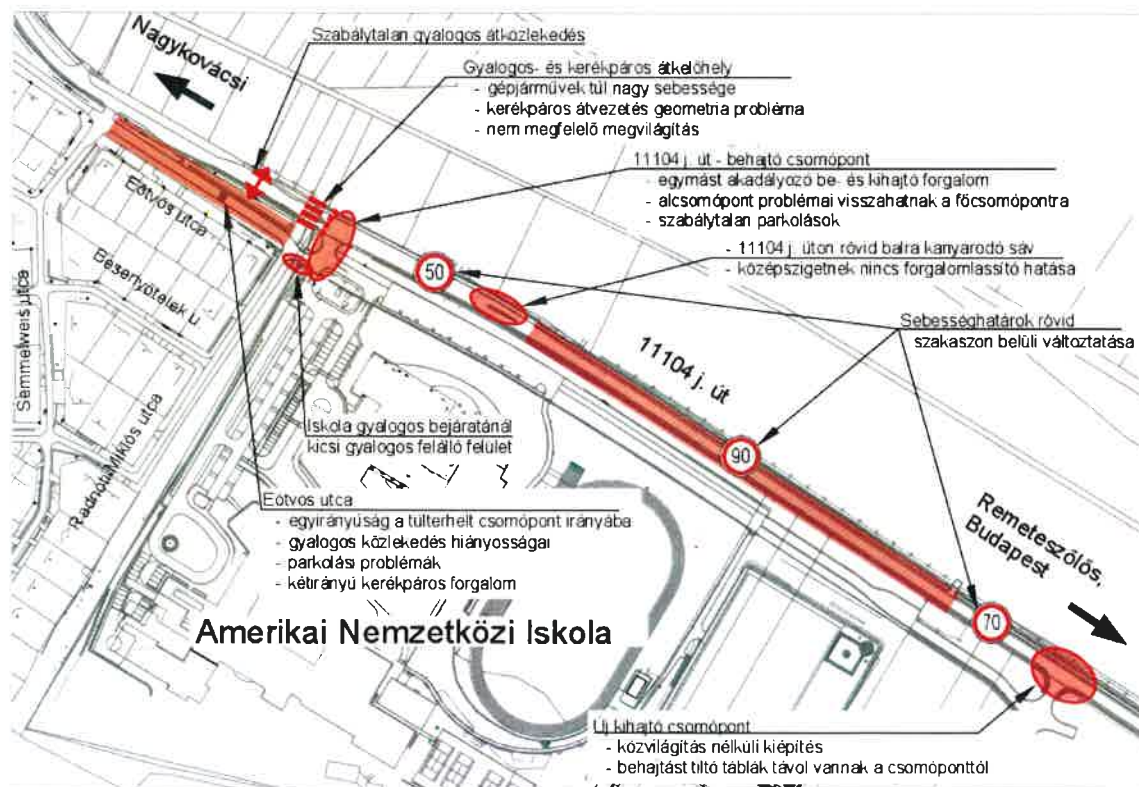 Nagykovácsi
Szabálytalan gyalogos átközlekedés
Gyalogos- és kerékpáros átkelőhely
- gépjárművek túl nagy sebessége
- kerékpáros átvezetés geometria probléma
- nem megfelelő megvilágítás
11104 j. út - behajtó csomópont
- egymást akadályozó be- és kihajtó forgalom
- alcsomópont problémái visszahatnak a főcsomópontra
- szabálytalan parkolások
- 11104 j. úton rövid balra kanyarodó sáv
- középszigetnek nincs forgalomlassító hatása
Sebességhatárok rövid
szakaszon belüli változtatása
50
90
70
11104 j. út
Eötvös utca
Besenyőtelek u.
Semmelweis utca
Radnóti Miklós utca
Iskola gyalogos bejáratánál
kicsi gyalogos felálló felület
Eötvös utca
- egyirányúság a túlterhelt csomópont irányába
- gyalogos közlekedés hiányosságai
- parkolási problémák
- kétirányú kerékpáros forgalom
Remeteszőlős,
Budapest
Amerikai Nemzetközi Iskola
Új kihajtó csomópont
- közvilágítás nélküli kiépítés
- behajtást tiltó táblák távol vannak a csomóponttól